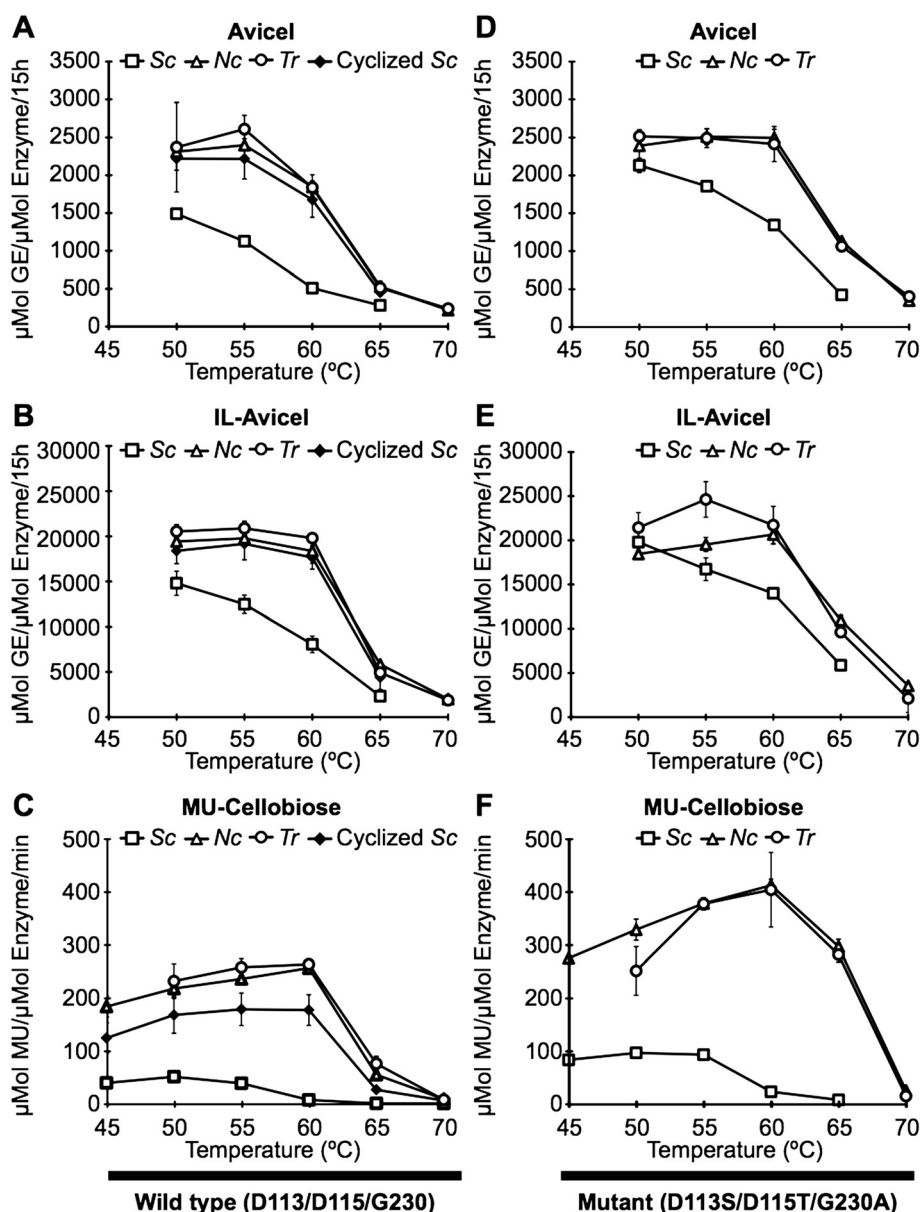 A
Avicel
Sc Nc Tr Cyclized Sc
µMol GE/µMol Enzyme/15h
3500
3000
2500
2000
1500
1000
500
0
45 50 55 60 65 70
Temperature (ºC)
D
Avicel
Sc Nc Tr
µMol GE/µMol Enzyme/15h
3500
3000
2500
2000
1500
1000
500
0
45 50 55 60 65 70
Temperature (ºC)
B
IL-Avicel
Sc Nc Tr Cyclized Sc
µMol GE/µMol Enzyme/15h
30000
25000
20000
15000
10000
5000
0
45 50 55 60 65 70
Temperature (ºC)
E
IL-Avicel
Sc Nc Tr
µMol GE/µMol Enzyme/15h
30000
25000
20000
15000
10000
5000
0
45 50 55 60 65 70
Temperature (ºC)
C
MU-Cellobiose
Sc Nc Tr Cyclized Sc
µMol MU/µMol Enzyme/min
500
400
300
200
100
0
45 50 55 60 65 70
Temperature (ºC)
Wild type (D113/D115/G230)
F
MU-Cellobiose
Sc Nc Tr
µMol MU/µMol Enzyme/min
500
400
300
200
100
0
45 50 55 60 65 70
Temperature (ºC)
Mutant (D113S/D115T/G230A)